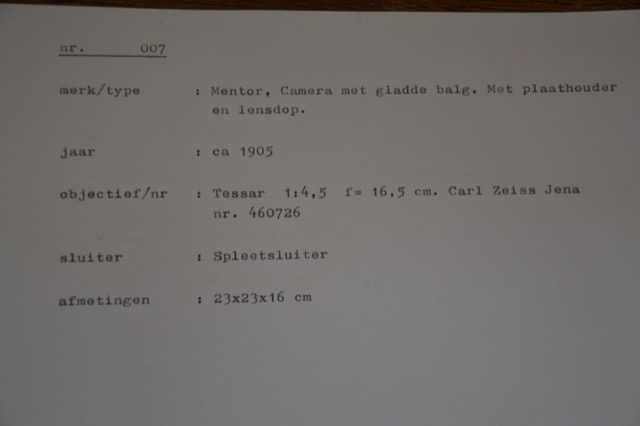 nr. 007
merk/type : Mentor, Camera met gladde balg. Met plaathouder
en lensdop.
jaar : ca 1905
objectief/nr : Tessar 1:4,5 f= 16,5 cm. Carl Zeiss Jena
nr. 460726
sluiter : Spleetsluiter
afmetingen : 23x23x16 cm